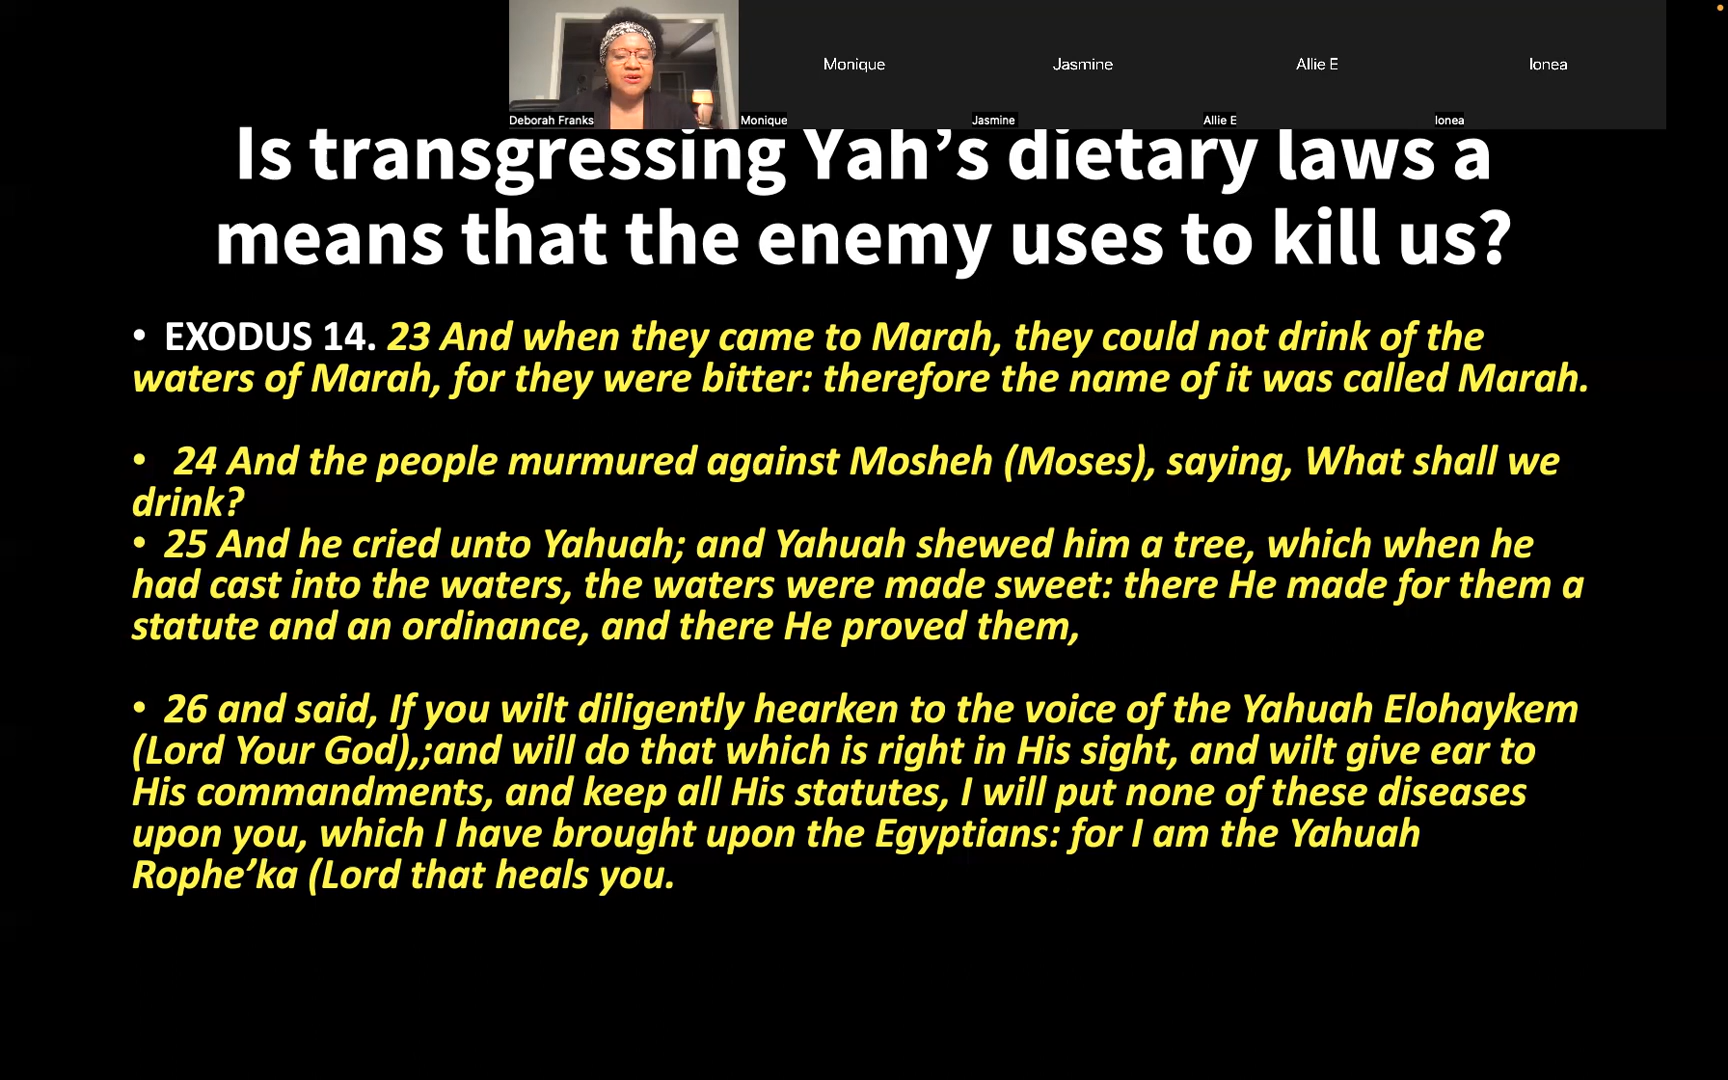 Monique
Jasmine
Allie E
Ionea
Deborah Franks
Monique
Jasmine
Allie E
Ionea
Is transgressing Yah’s dietary laws a
means that the enemy uses to kill us?
• EXODUS 14. 23 And when they came to Marah, they could not drink of the
waters of Marah, for they were bitter: therefore the name of it was called Marah.
• 24 And the people murmured against Mosheh (Moses), saying, What shall we
drink?
• 25 And he cried unto Yahuah; and Yahuah shewed him a tree, which when he
had cast into the waters, the waters were made sweet: there He made for them a
statute and an ordinance, and there He proved them,
• 26 and said, If you wilt diligently hearken to the voice of the Yahuah Elohaykem
(Lord Your God),;and will do that which is right in His sight, and wilt give ear to
His commandments, and keep all His statutes, I will put none of these diseases
upon you, which I have brought upon the Egyptians: for I am the Yahuah
Rophe’ka (Lord that heals you.